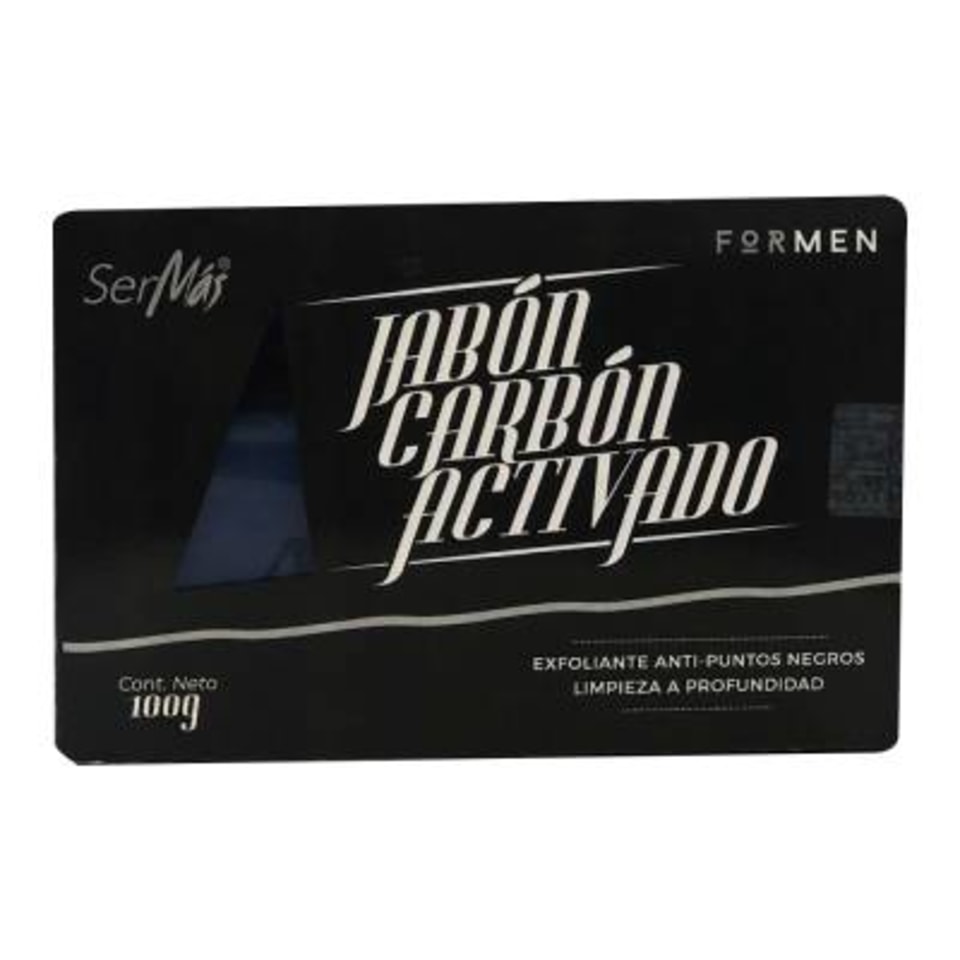 SerMás®
FORMEN
JABÓN
CARBÓN
ACTIVADO
EXFOLIANTE ANTI-PUNTOS NEGROS
LIMPIEZA A PROFUNDIDAD
Cont. Neto
100g